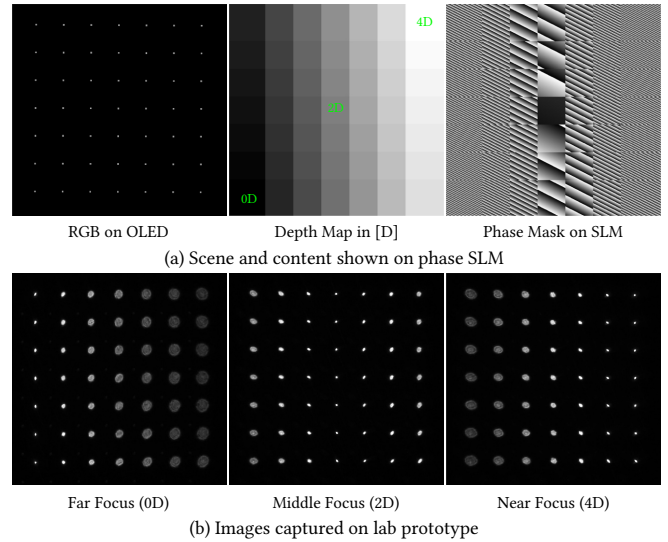 4D
2D
0D
RGB on OLED
Depth Map in [D]
Phase Mask on SLM
(a) Scene and content shown on phase SLM
Far Focus (0D)
Middle Focus (2D)
Near Focus (4D)
(b) Images captured on lab prototype